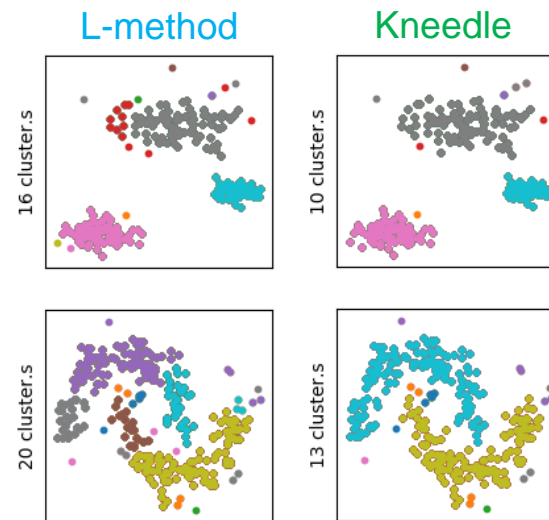 L-method
Kneedle
16 cluster.s
10 cluster.s
20 cluster.s
13 cluster.s